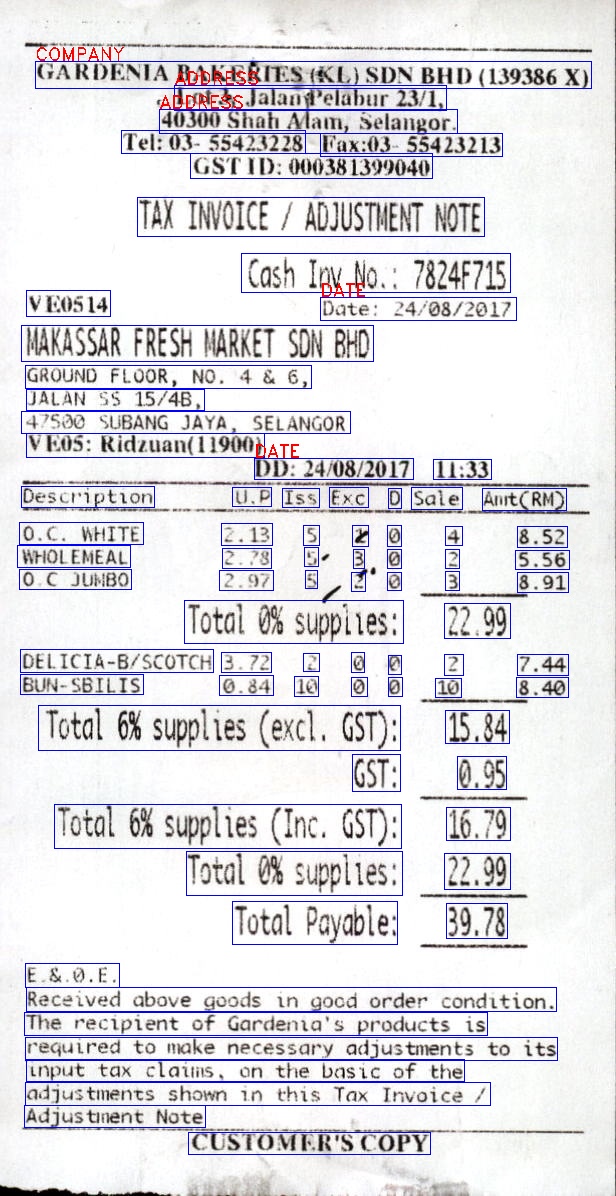 COMPANY
GARDENIA BAKERIES (KL) SDN BHD (139386 X)
ADDRESS
Lot 3, Jalan Pelabur 23/1,
ADDRESS
40300 Shah Alam, Selangor.
Tel: 03- 55423228 Fax:03- 55423213
GST ID: 000381399040
TAX INVOICE / ADJUSTMENT NOTE
Cash Inv No.: 7824F715
DATE
VE0514 Date: 24/08/2017
MAKASSAR FRESH MARKET SDN BHD
GROUND FLOOR, NO. 4 & 6,
JALAN SS 15/4B,
47500 SUBANG JAYA, SELANGOR
VE05: Ridzuan(11900)
DATE
DD: 24/08/2017 11:33
Description U.P Iss Exc D Sale Amt(RM)
O.C. WHITE 2.13 5 0 4 8.52
WHOLEMEAL 2.78 5 3 0 2 5.56
O.C JUMBO 2.97 5 2 0 3 8.91
Total 0% supplies: 22.99
DELICIA-B/SCOTCH 3.72 2 0 0 2 7.44
BUN-SBILIS 0.84 10 0 0 10 8.40
Total 6% supplies (excl. GST): 15.84
GST: 0.95
Total 6% supplies (Inc. GST): 16.79
Total 0% supplies: 22.99
Total Payable: 39.78
E.&.O.E.
Received above goods in good order condition.
The recipient of Gardenia's products is
required to make necessary adjustments to its
input tax claims, on the basic of the
adjustments shown in this Tax Invoice /
Adjustment Note
CUSTOMER'S COPY